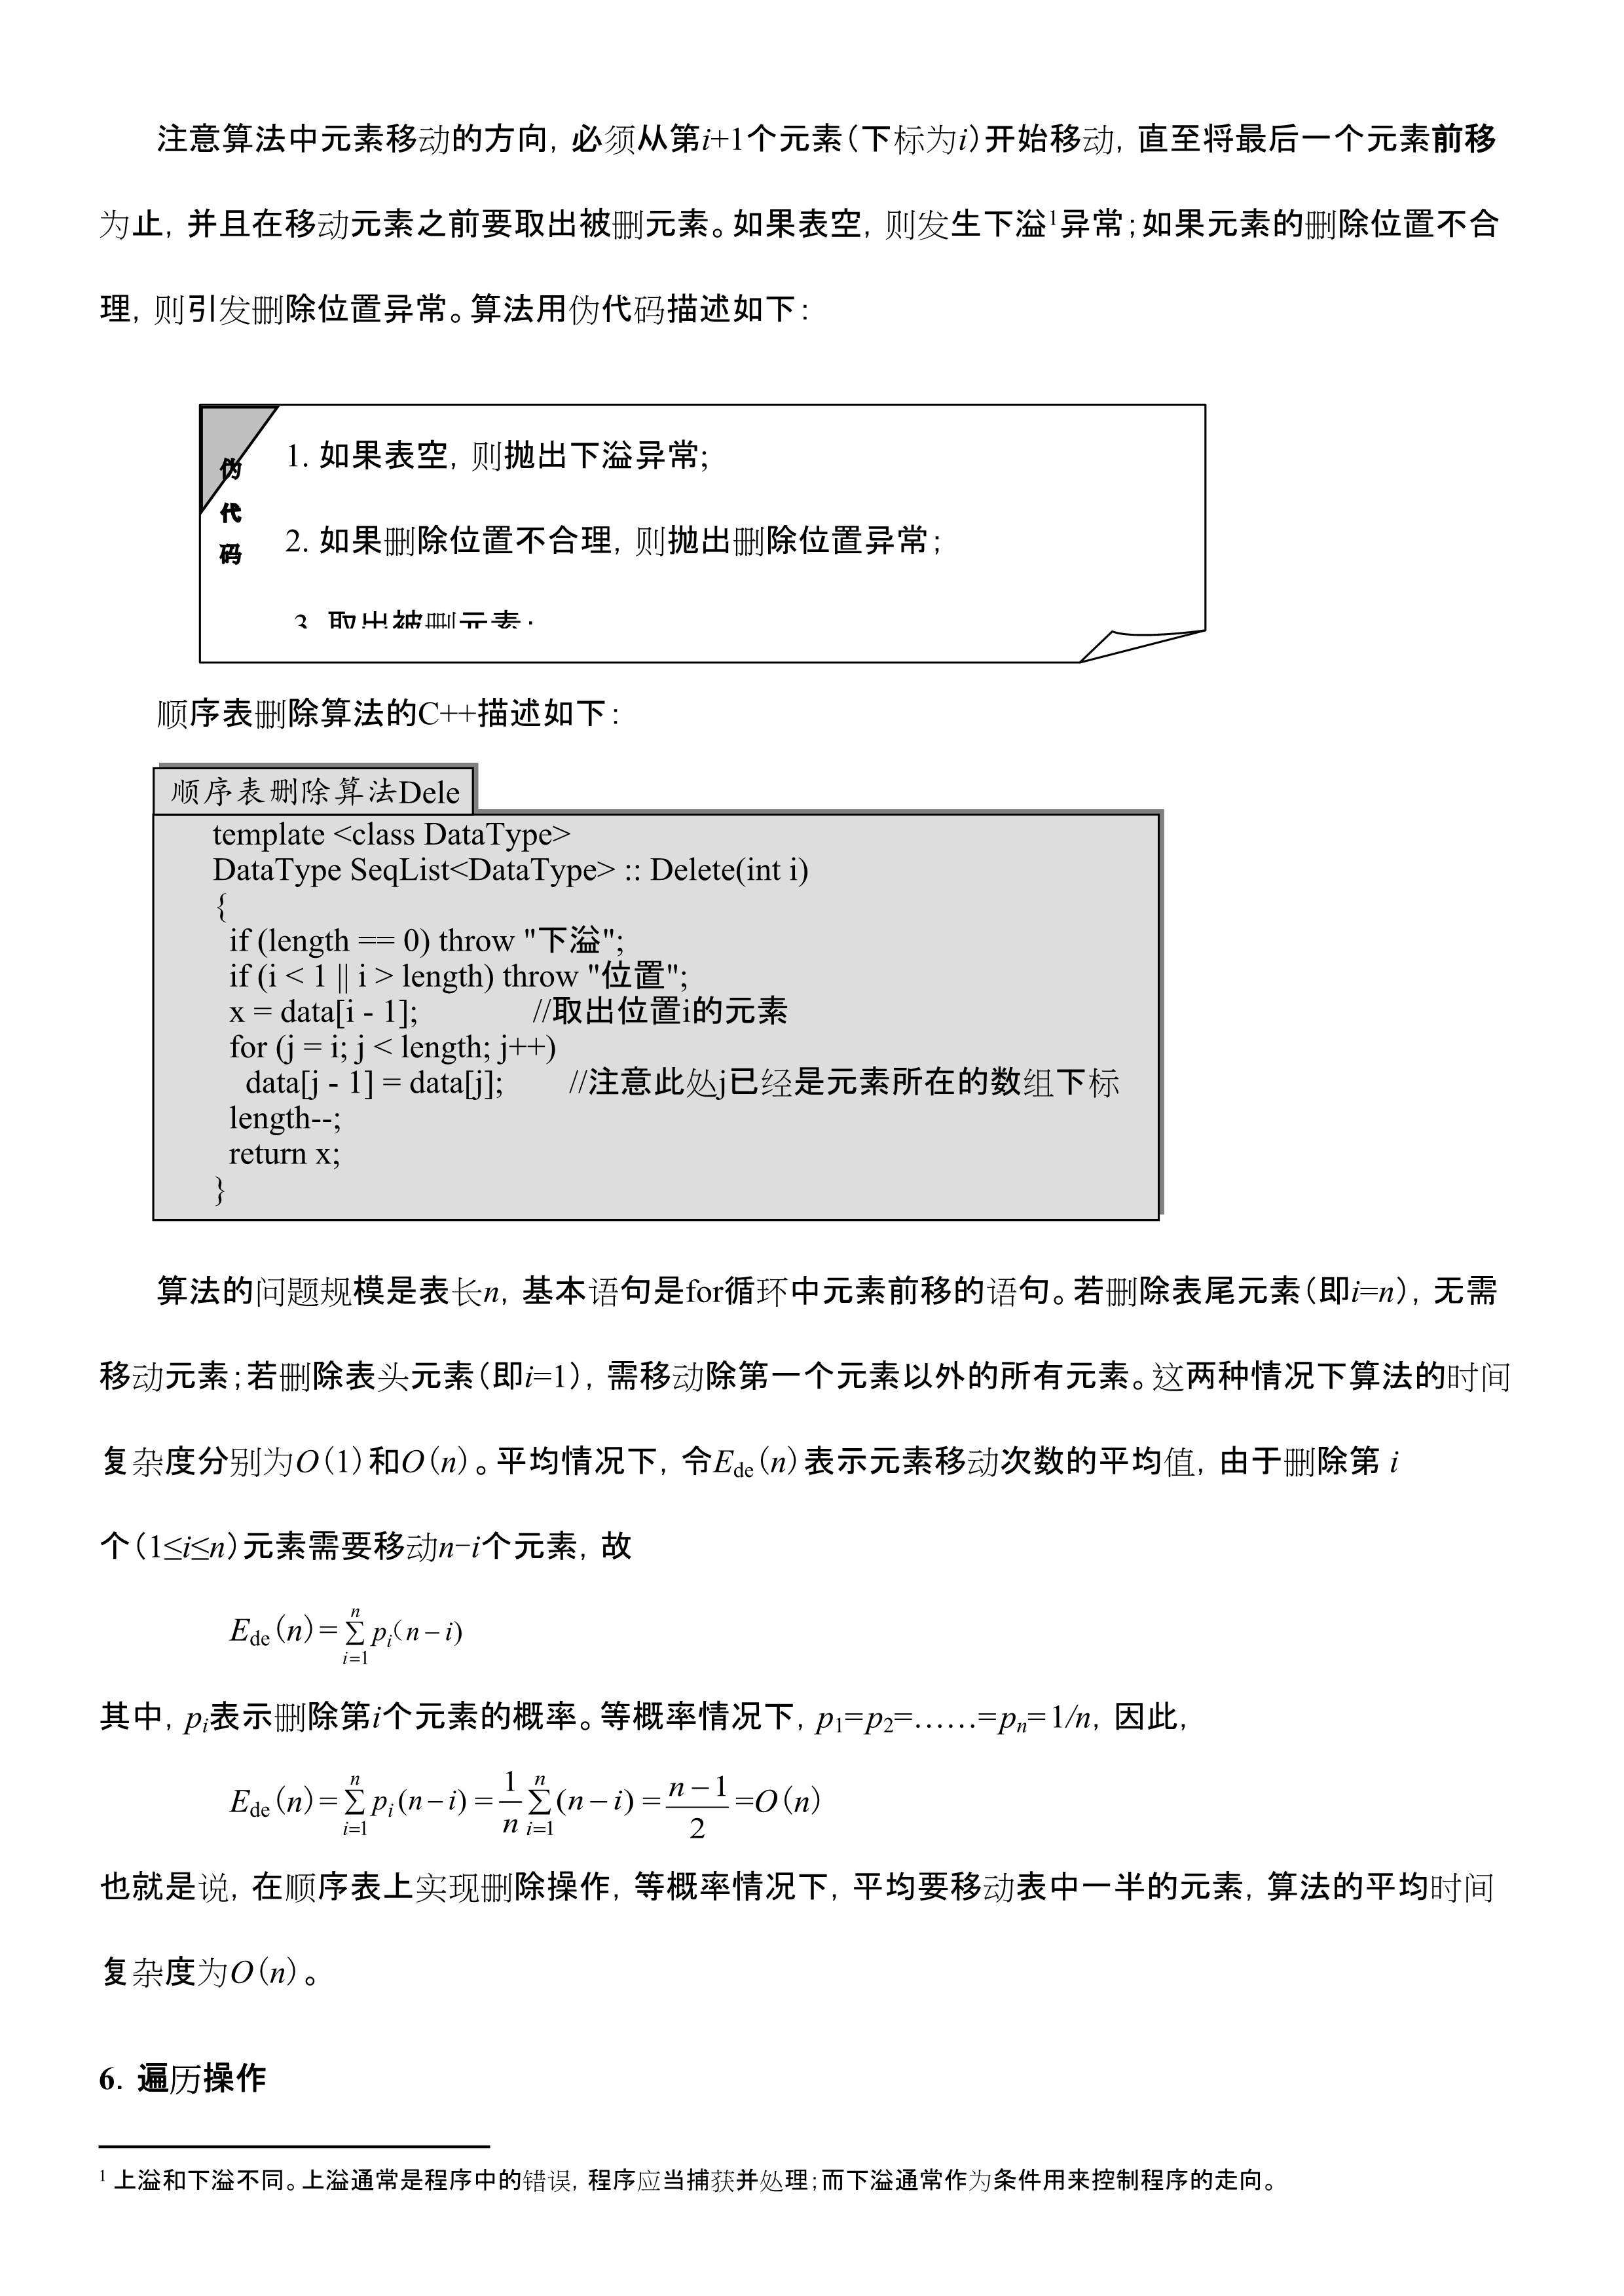 注意算法中元素移动的方向，必须从第i+1个元素（下标为i）开始移动，直至将最后一个元素前移
为止，并且在移动元素之前要取出被删元素。如果表空，则发生下溢1异常；如果元素的删除位置不合
理，则引发删除位置异常。算法用伪代码描述如下：
伪
代
码
1. 如果表空，则抛出下溢异常;
2. 如果删除位置不合理，则抛出删除位置异常；
3. 取出被删元素；
顺序表删除算法的C++描述如下：
顺序表删除算法Dele
template <class DataType>
DataType SeqList<DataType> :: Delete(int i)
{
if (length == 0) throw "下溢";
if (i < 1 || i > length) throw "位置";
x = data[i - 1]; //取出位置i的元素
for (j = i; j < length; j++)
data[j - 1] = data[j]; //注意此处j已经是元素所在的数组下标
length--;
return x;
}
算法的问题规模是表长n，基本语句是for循环中元素前移的语句。若删除表尾元素（即i=n），无需
移动元素；若删除表头元素（即i=1），需移动除第一个元素以外的所有元素。这两种情况下算法的时间
复杂度分别为O(1)和O(n)。平均情况下，令Ede(n)表示元素移动次数的平均值，由于删除第 i
个（1≤i≤n）元素需要移动n−i个元素，故
Ede(n)=∑_{i=1}^{n} pi(n−i)
其中，pi表示删除第i个元素的概率。等概率情况下，p1=p2=……=pn=1/n，因此，
Ede(n)=∑_{i=1}^{n} pi(n−i)=1/n ∑_{i=1}^{n} (n−i)=(n−1)/2=O(n)
也就是说，在顺序表上实现删除操作，等概率情况下，平均要移动表中一半的元素，算法的平均时间
复杂度为O(n)。
6．遍历操作
1 上溢和下溢不同。上溢通常是程序中的错误，程序应当捕获并处理；而下溢通常作为条件用来控制程序的走向。